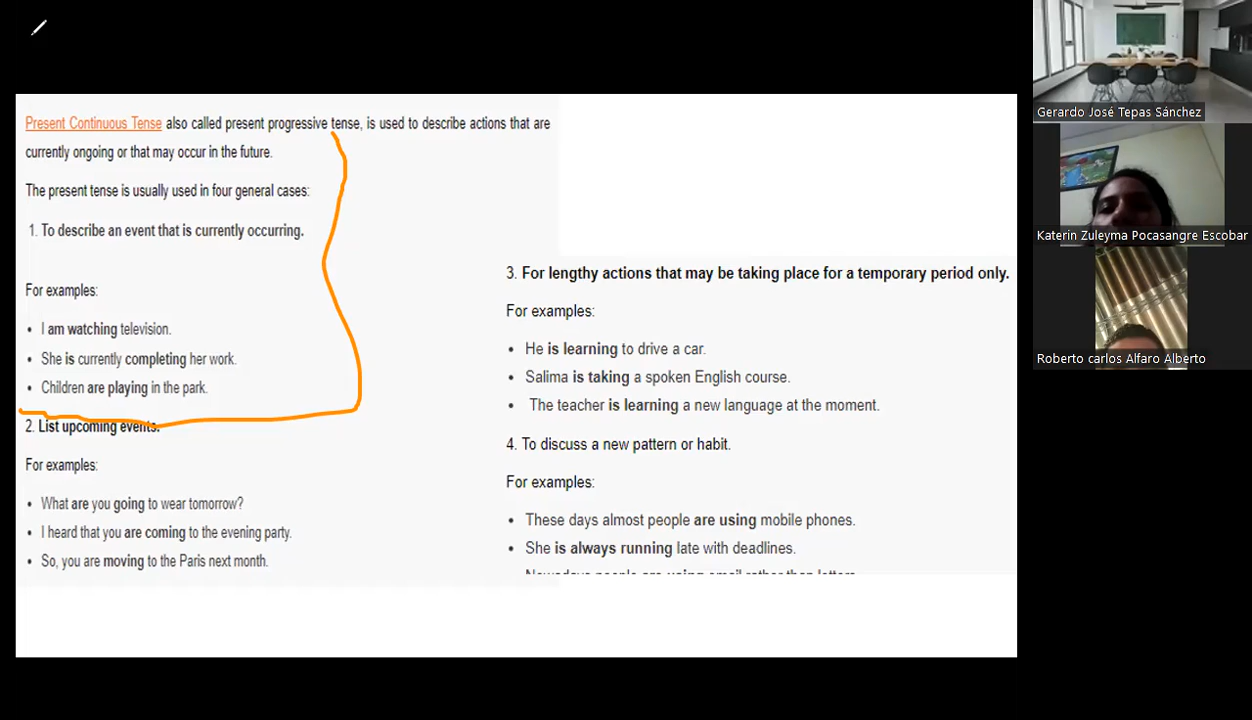 Present Continuous Tense also called present progressive tense, is used to describe actions that are
currently ongoing or that may occur in the future.
The present tense is usually used in four general cases:
1. To describe an event that is currently occurring.
For examples:
• I am watching television.
• She is currently completing her work.
• Children are playing in the park.
2. List upcoming events.
For examples:
• What are you going to wear tomorrow?
• I heard that you are coming to the evening party.
• So, you are moving to the Paris next month.
3. For lengthy actions that may be taking place for a temporary period only.
For examples:
• He is learning to drive a car.
• Salima is taking a spoken English course.
• The teacher is learning a new language at the moment.
4. To discuss a new pattern or habit.
For examples:
• These days almost people are using mobile phones.
• She is always running late with deadlines.
Nowadays people are using email rather than letters
Gerardo José Tepas Sánchez
Katerin Zuleyma Pocasangre Escobar
Roberto carlos Alfaro Alberto